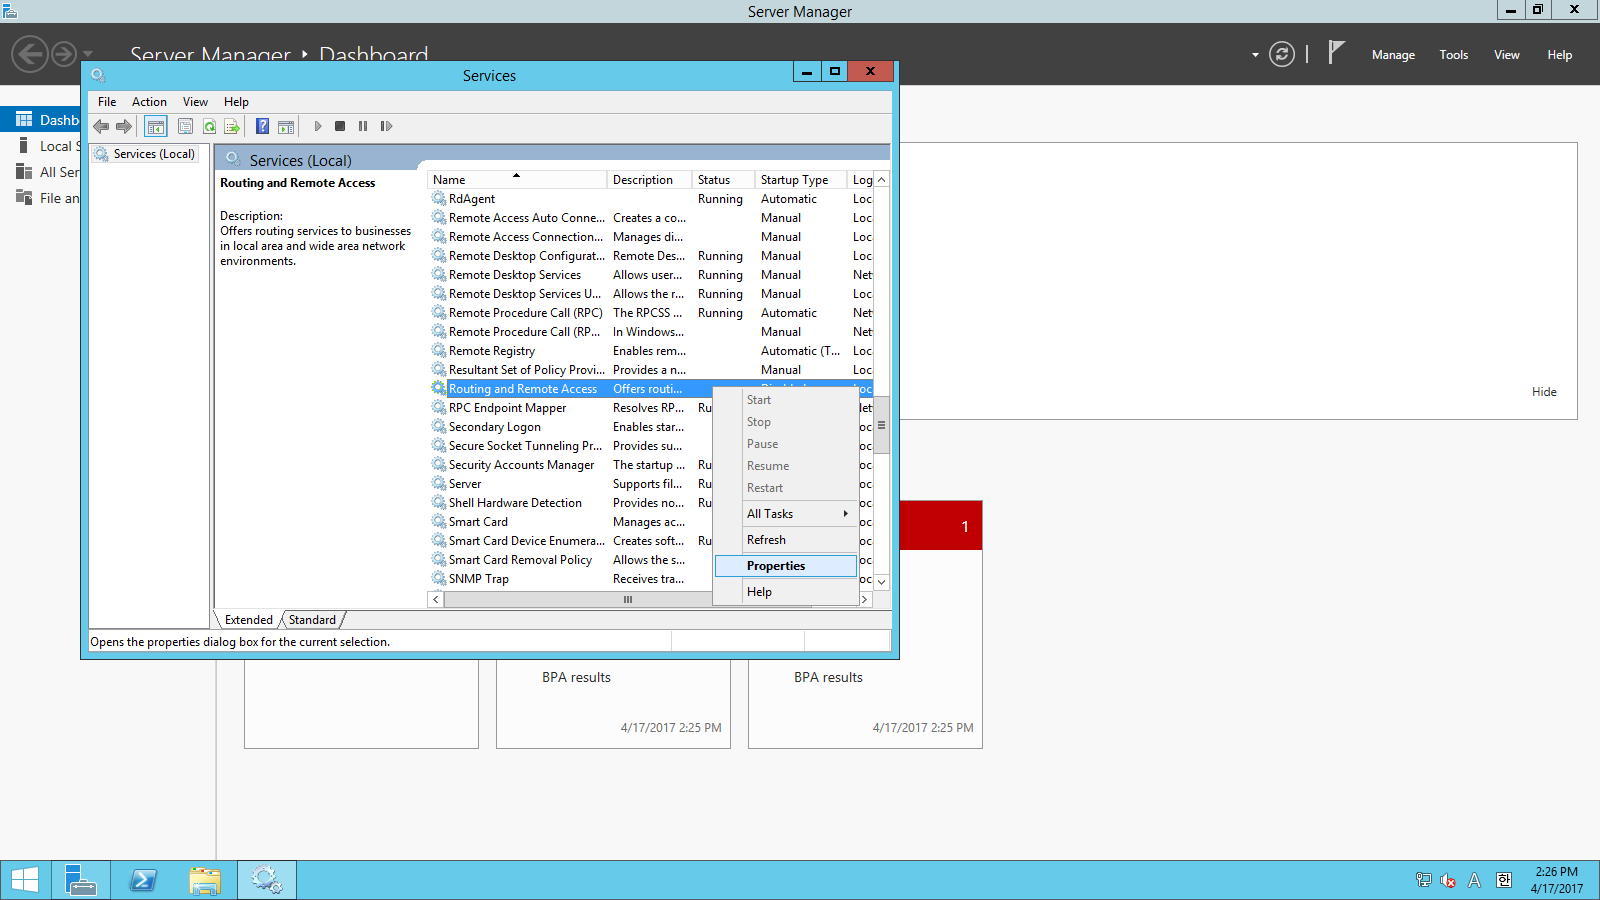 Server Manager
Server Manager Dashboard
Manage Tools View Help
Dashb
Local S
All Ser
File an
Services
File Action View Help
Services (Local)
Services (Local)
Routing and Remote Access
Description:
Offers routing services to businesses
in local area and wide area network
environments.
Name Description Status Startup Type Log
RdAgent Running Automatic Loc
Remote Access Auto Conne... Creates a co... Manual Loc
Remote Access Connection... Manages di... Manual Loc
Remote Desktop Configurat... Remote Des... Running Manual Loc
Remote Desktop Services Allows user... Running Manual Net
Remote Desktop Services U... Allows the r... Running Manual Loc
Remote Procedure Call (RPC) The RPCSS ... Running Automatic Net
Remote Procedure Call (RP... In Windows... Manual Net
Remote Registry Enables rem... Automatic (T... Loc
Resultant Set of Policy Provi... Provides a n... Manual Loc
Routing and Remote Access Offers routi... oc
RPC Endpoint Mapper Resolves RP... Ru et
Secondary Logon Enables star... oc
Secure Socket Tunneling Pr... Provides su... oc
Security Accounts Manager The startup ... Ru oc
Server Supports fil... Ru oc
Shell Hardware Detection Provides no... Ru oc
Smart Card Manages ac... oc
Smart Card Device Enumera... Creates soft... Ru oc
Smart Card Removal Policy Allows the s... oc
SNMP Trap Receives tra... oc
Start
Stop
Pause
Resume
Restart
All Tasks
Refresh
Properties
Help
Extended Standard
Opens the properties dialog box for the current selection.
Hide
1
BPA results
4/17/2017 2:25 PM
BPA results
4/17/2017 2:25 PM
A 한
2:26 PM
4/17/2017